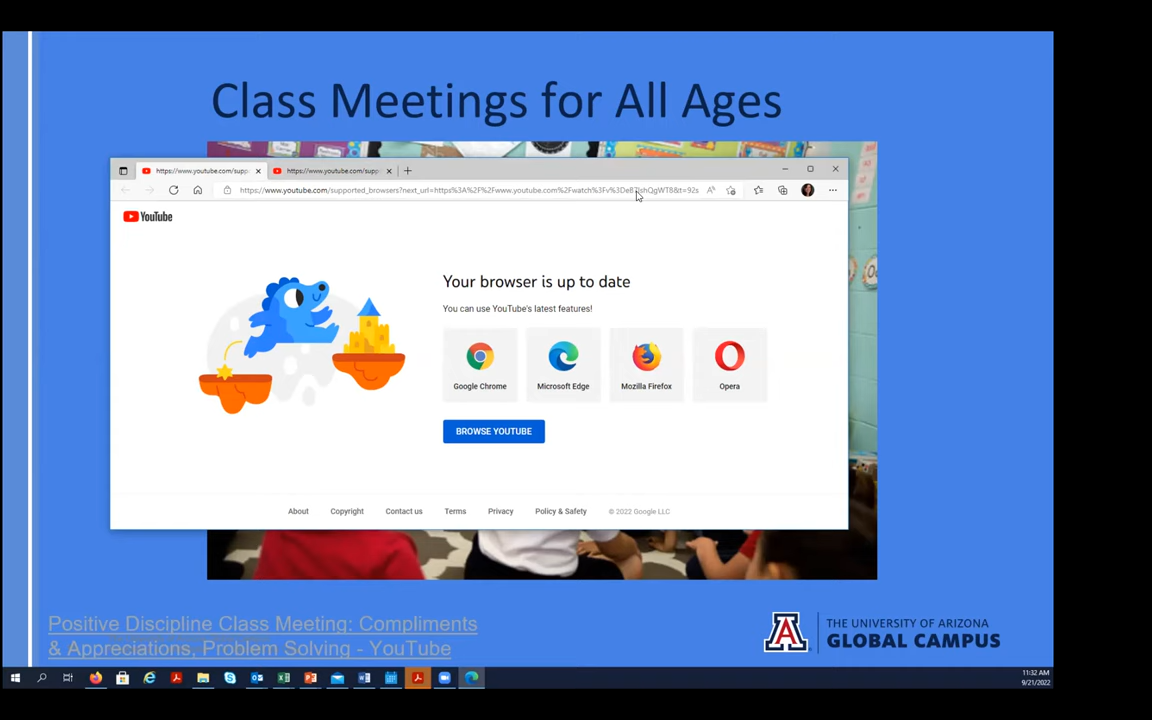 Class Meetings for All Ages
https://www.youtube.com/supp
https://www.youtube.com/supp
YouTube
Your browser is up to date
You can use YouTube's latest features!
Google Chrome
Microsoft Edge
Mozilla Firefox
Opera
BROWSE YOUTUBE
About
Copyright
Contact us
Terms
Privacy
Policy & Safety
© 2022 Google LLC
Positive Discipline Class Meeting: Compliments
& Appreciations, Problem Solving - YouTube
THE UNIVERSITY OF ARIZONA
GLOBAL CAMPUS
11:32 AM
9/21/2022